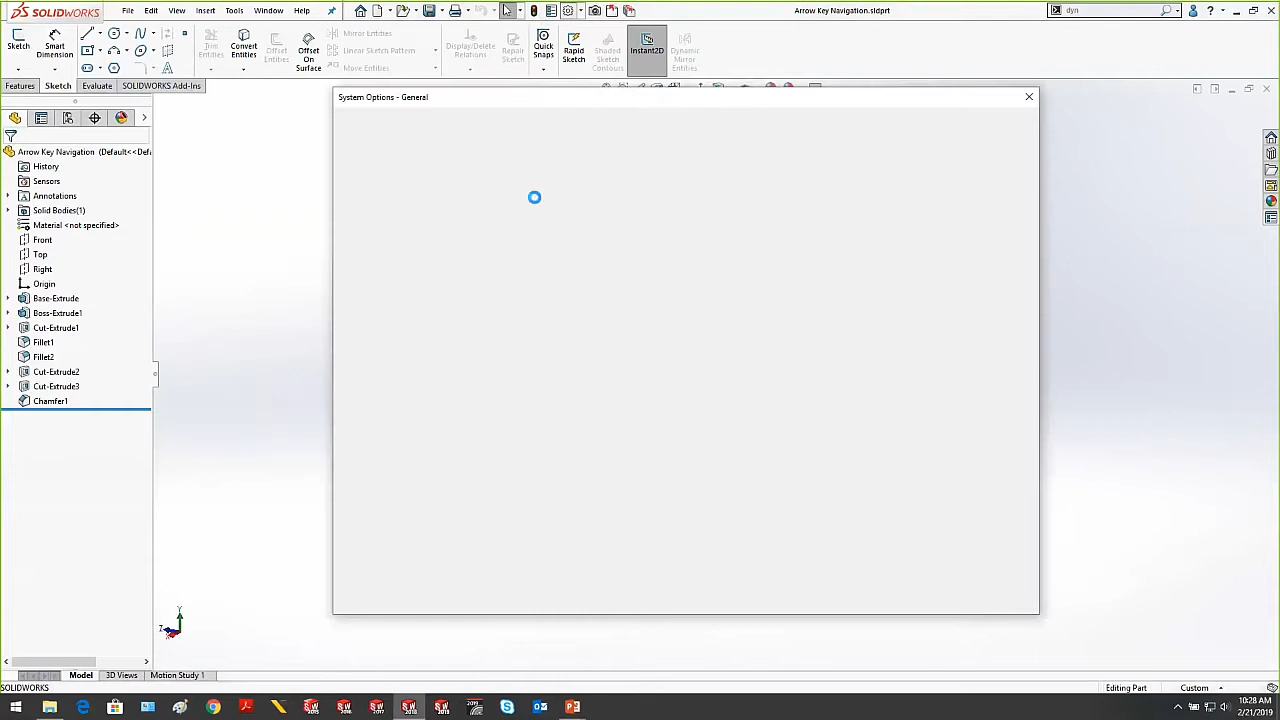 SOLIDWORKS File Edit View Insert Tools Window Help Arrow Key Navigation.sldprt dyn
Sketch
Smart
Dimension
Trim
Entities
Convert
Entities
Offset
Entities
Offset
On
Surface
Mirror Entities
Linear Sketch Pattern
Move Entities
Display/Delete
Relations
Repair
Sketch
Quick
Snaps
Rapid
Sketch
Shaded
Sketch
Contours
Instant2D
Dynamic
Mirror
Entities
Features Sketch Evaluate SOLIDWORKS Add-Ins
System Options - General
Arrow Key Navigation (Default<<Defa
History
Sensors
Annotations
Solid Bodies(1)
Material <not specified>
Front
Top
Right
Origin
Base-Extrude
Boss-Extrude1
Cut-Extrude1
Fillet1
Fillet2
Cut-Extrude2
Cut-Extrude3
Chamfer1
Y
Z
Model 3D Views Motion Study 1
SOLIDWORKS Editing Part Custom
10:28 AM
2/21/2019